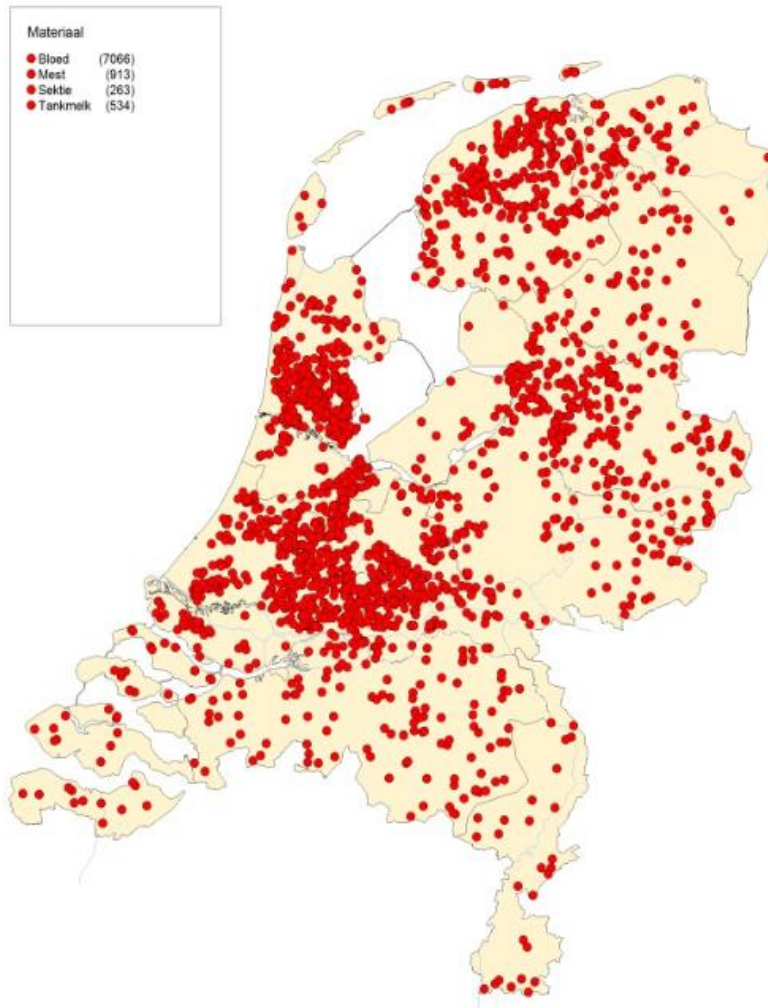 Materiaal
Bloed (7066)
Mest (913)
Sektie (263)
Tankmelk (534)